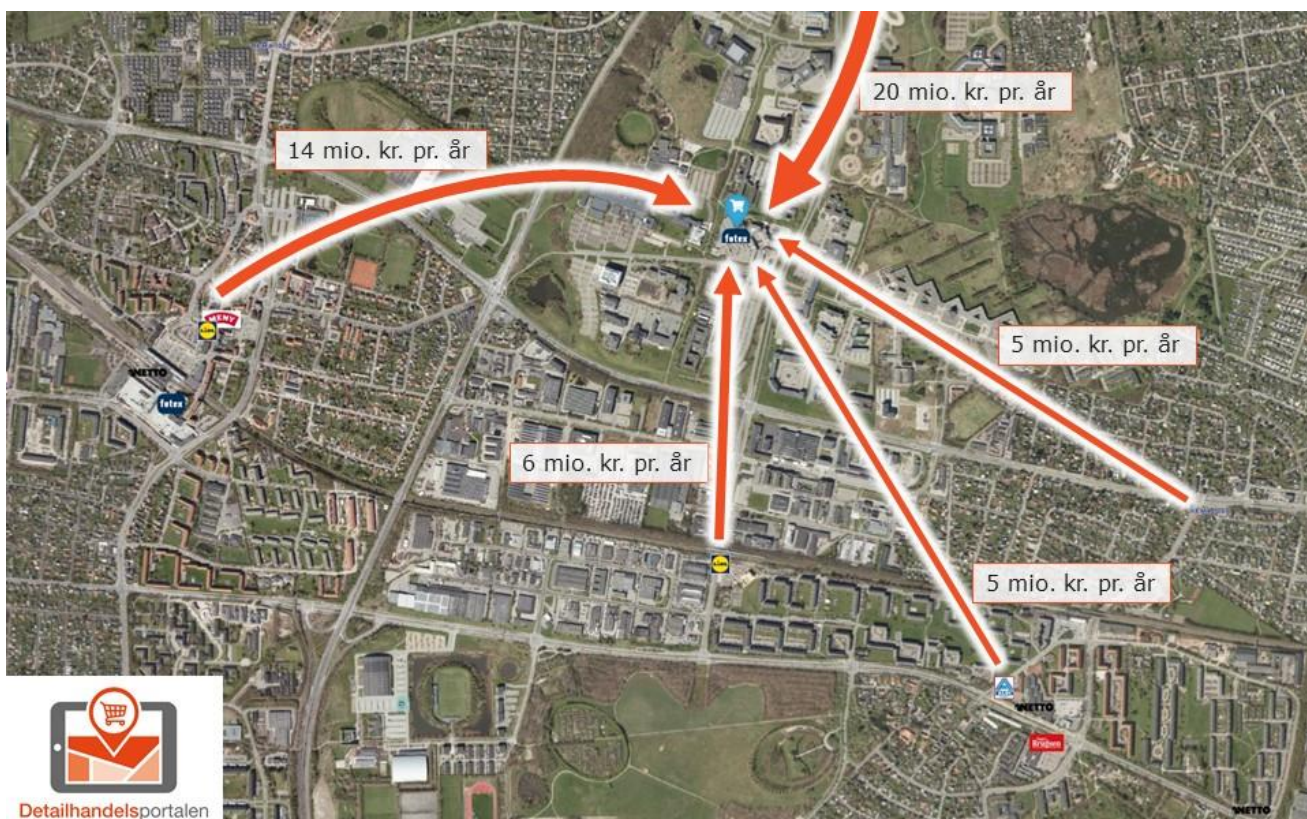 20 mio. kr. pr. år
14 mio. kr. pr. år
føtex
MENY
LIDL
5 mio. kr. pr. år
NETTO
føtex
6 mio. kr. pr. år
LIDL
5 mio. kr. pr. år
NETTO
Brugsen
NETTO
Detailhandelsportalen